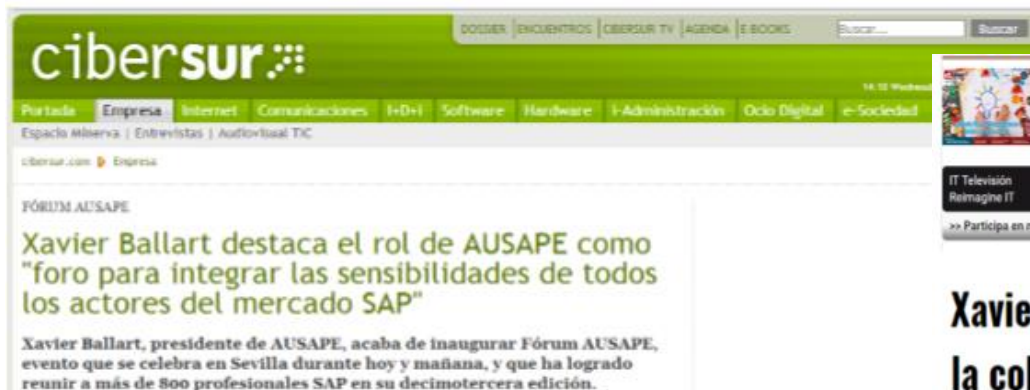 DOSSIER | ENCUENTROS | CIBERSUR TV | AGENDA | E-BOOKS
Buscar... Buscar
cibersur
Portada Empresa Internet Comunicaciones I+D+i Software Hardware i-Administración Ocio Digital e-Sociedad
Espacio Minerva | Entrevistas | Audiovisual TIC
cibersur.com Empresa
FÓRUM AUSAPE
Xavier Ballart destaca el rol de AUSAPE como
"foro para integrar las sensibilidades de todos
los actores del mercado SAP"
Xavier Ballart, presidente de AUSAPE, acaba de inaugurar Fórum AUSAPE,
evento que se celebra en Sevilla durante hoy y mañana, y que ha logrado
reunir a más de 800 profesionales SAP en su decimotercera edición.
IT Televisión
Reimagine IT
>> Participa en
Xavie
la col